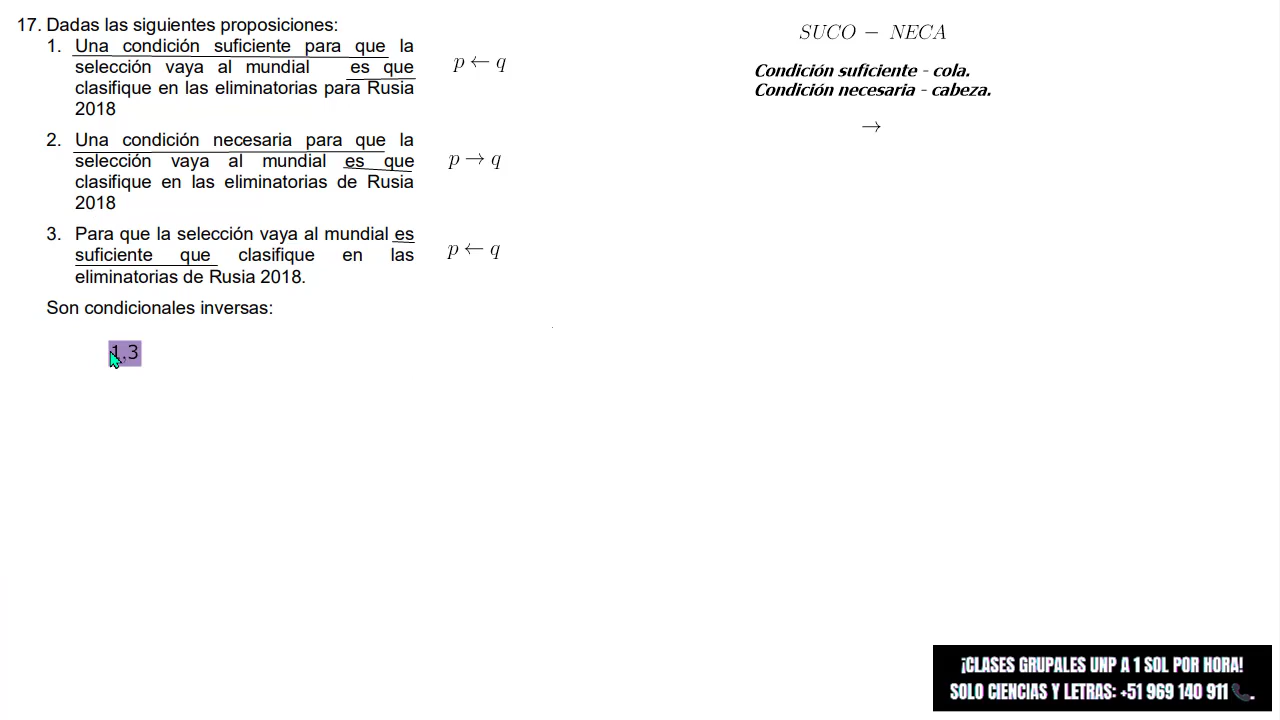 17. Dadas las siguientes proposiciones:
1. Una condición suficiente para que la
selección vaya al mundial es que
clasifique en las eliminatorias para Rusia
2018
p ← q
2. Una condición necesaria para que la
selección vaya al mundial es que
clasifique en las eliminatorias de Rusia
2018
p → q
3. Para que la selección vaya al mundial es
suficiente que clasifique en las
eliminatorias de Rusia 2018.
p ← q
Son condicionales inversas:
1,3
SUCO − NECA
Condición suficiente - cola.
Condición necesaria - cabeza.
→
¡CLASES GRUPALES UNP A 1 SOL POR HORA!
SOLO CIENCIAS Y LETRAS: +51 969 140 911 📞.